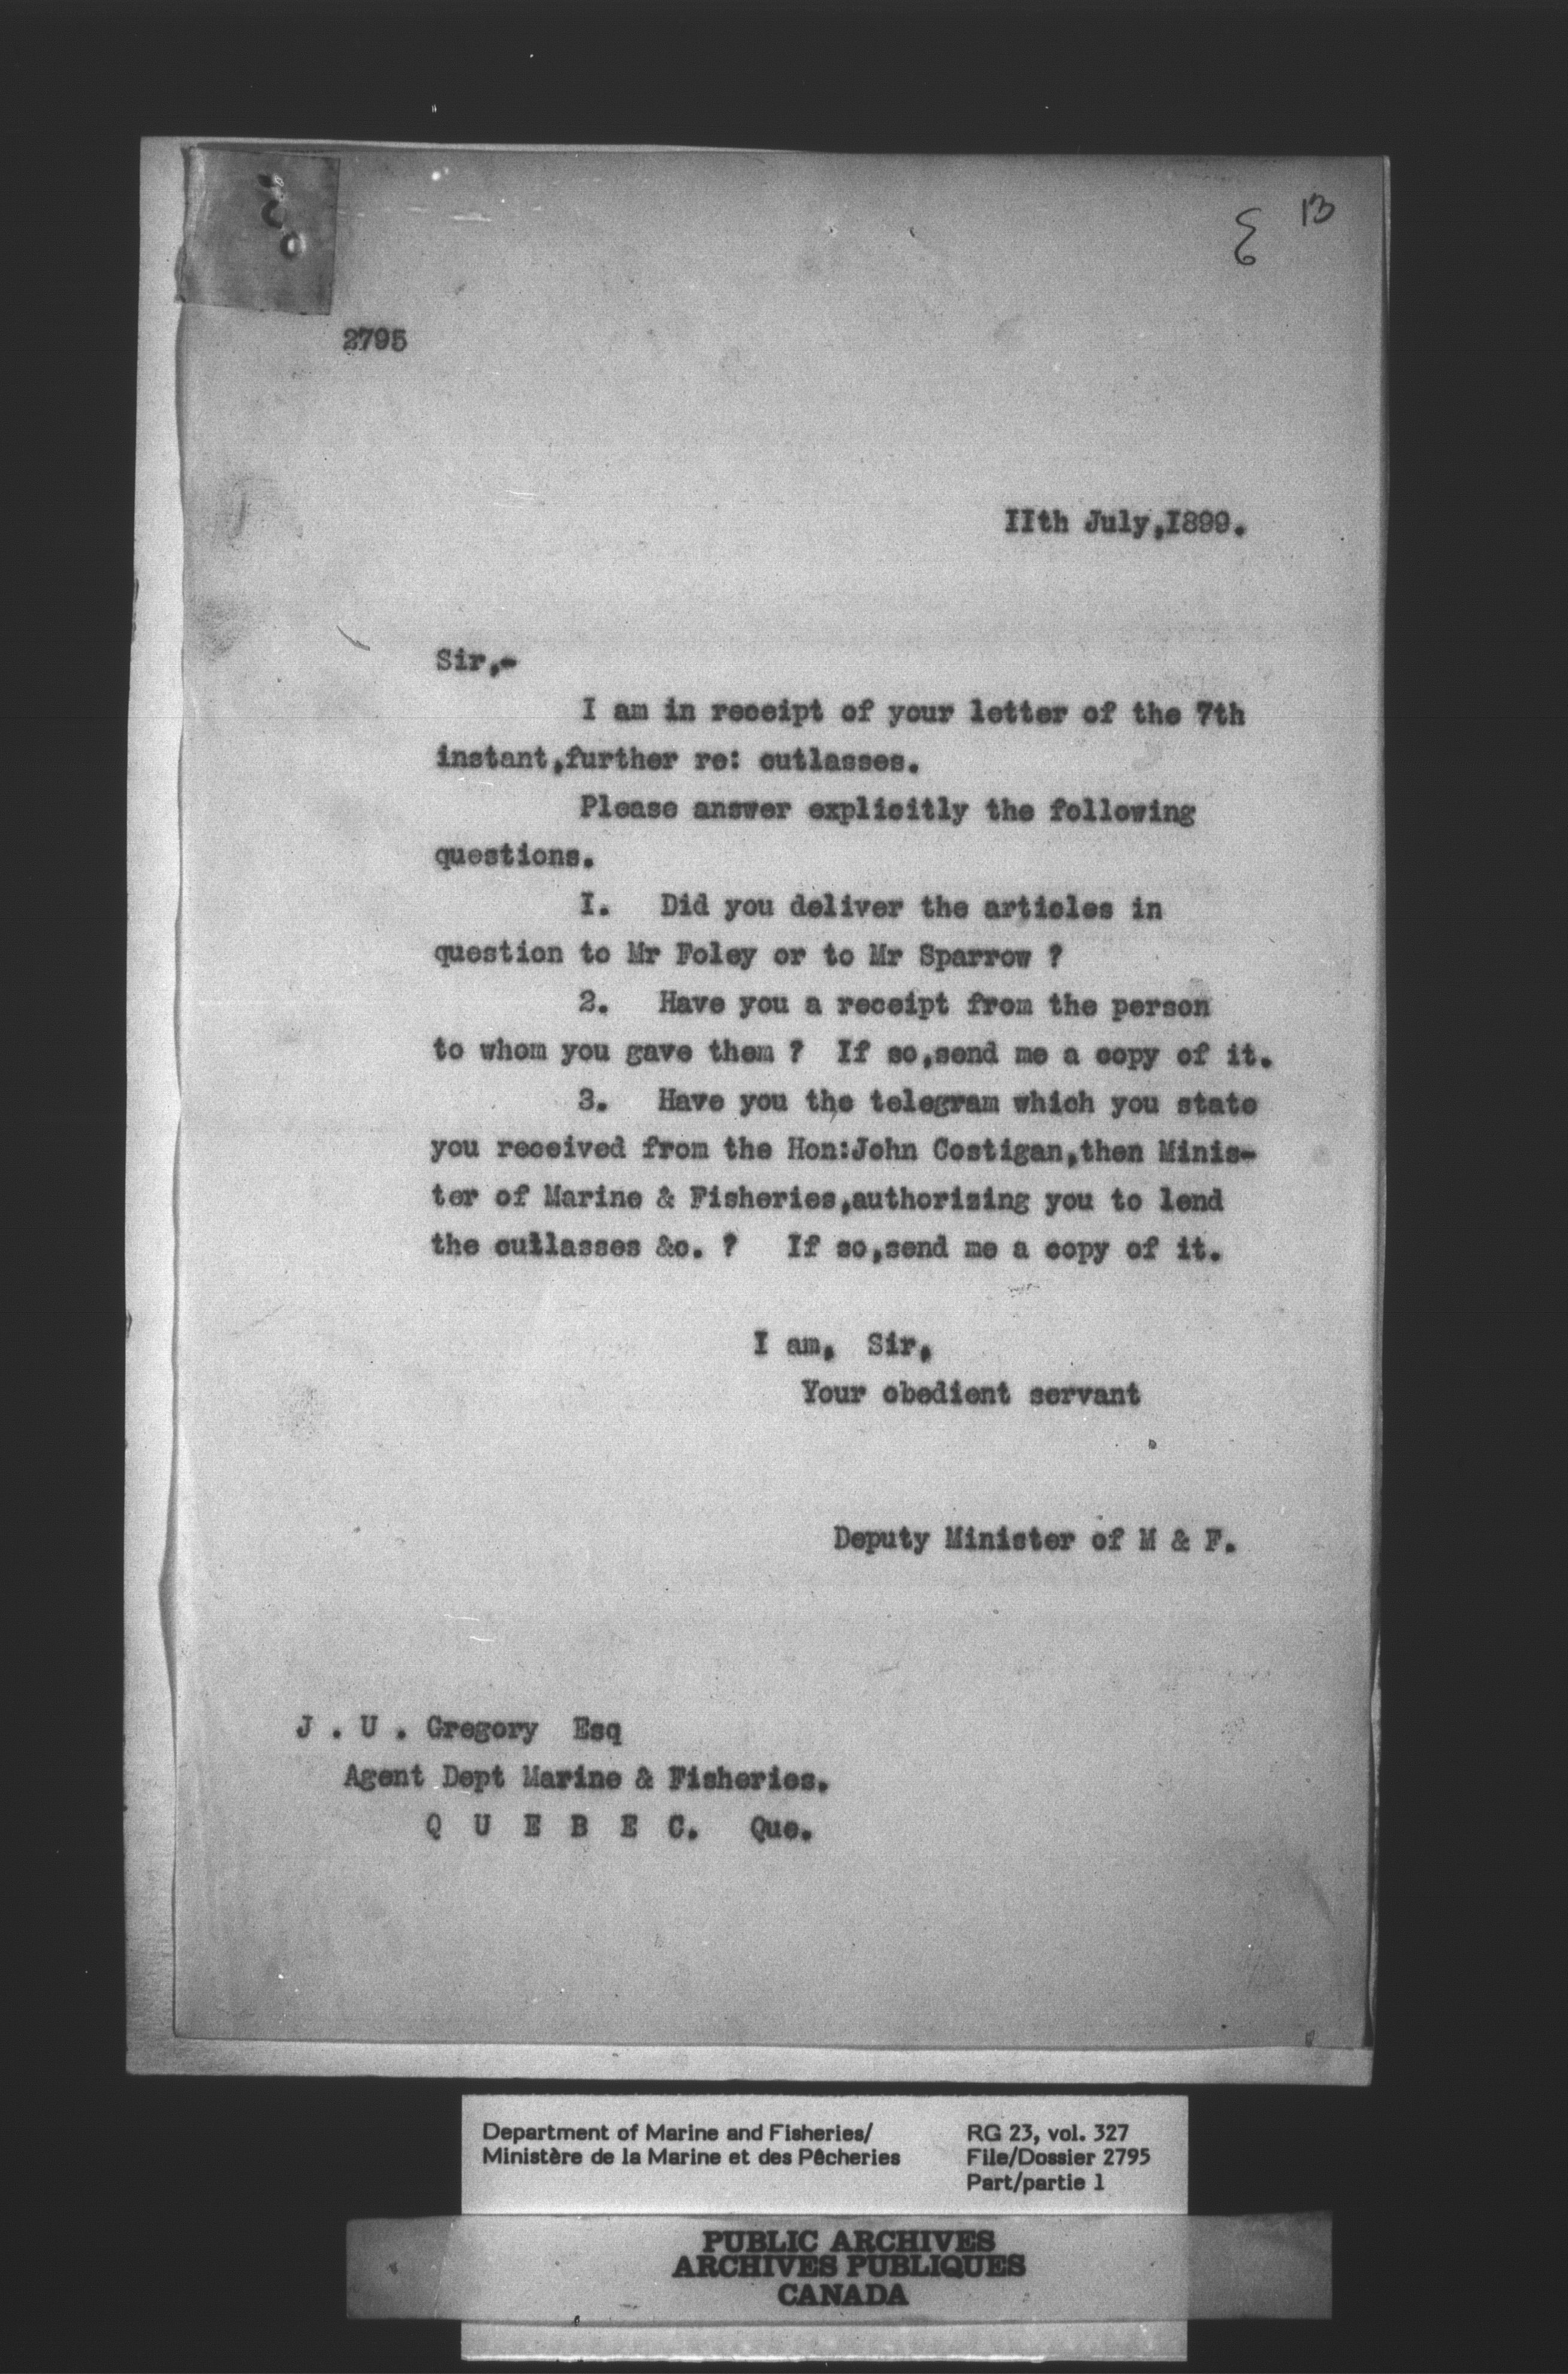 13
2795
IIth July,I899.
Sir,-
I am in receipt of your letter of the 7th
instant,further re: cutlasses.
Please answer explicitly the following
questions.
I. Did you deliver the articles in
question to Mr Foley or to Mr Sparrow ?
2. Have you a receipt from the person
to whom you gave them ? If so,send me a copy of it.
3. Have you the telegram which you state
you received from the Hon:John Costigan,then Minis-
ter of Marine & Fisheries,authorizing you to lend
the cutlasses &c. ? If so,send me a copy of it.
I am, Sir,
Your obedient servant
Deputy Minister of M & F.
J . U . Gregory Esq
Agent Dept Marine & Fisheries.
Q U E B E C. Que.
Department of Marine and Fisheries/
Ministère de la Marine et des Pêcheries
RG 23, vol. 327
File/Dossier 2795
Part/partie 1
PUBLIC ARCHIVES
ARCHIVES PUBLIQUES
CANADA